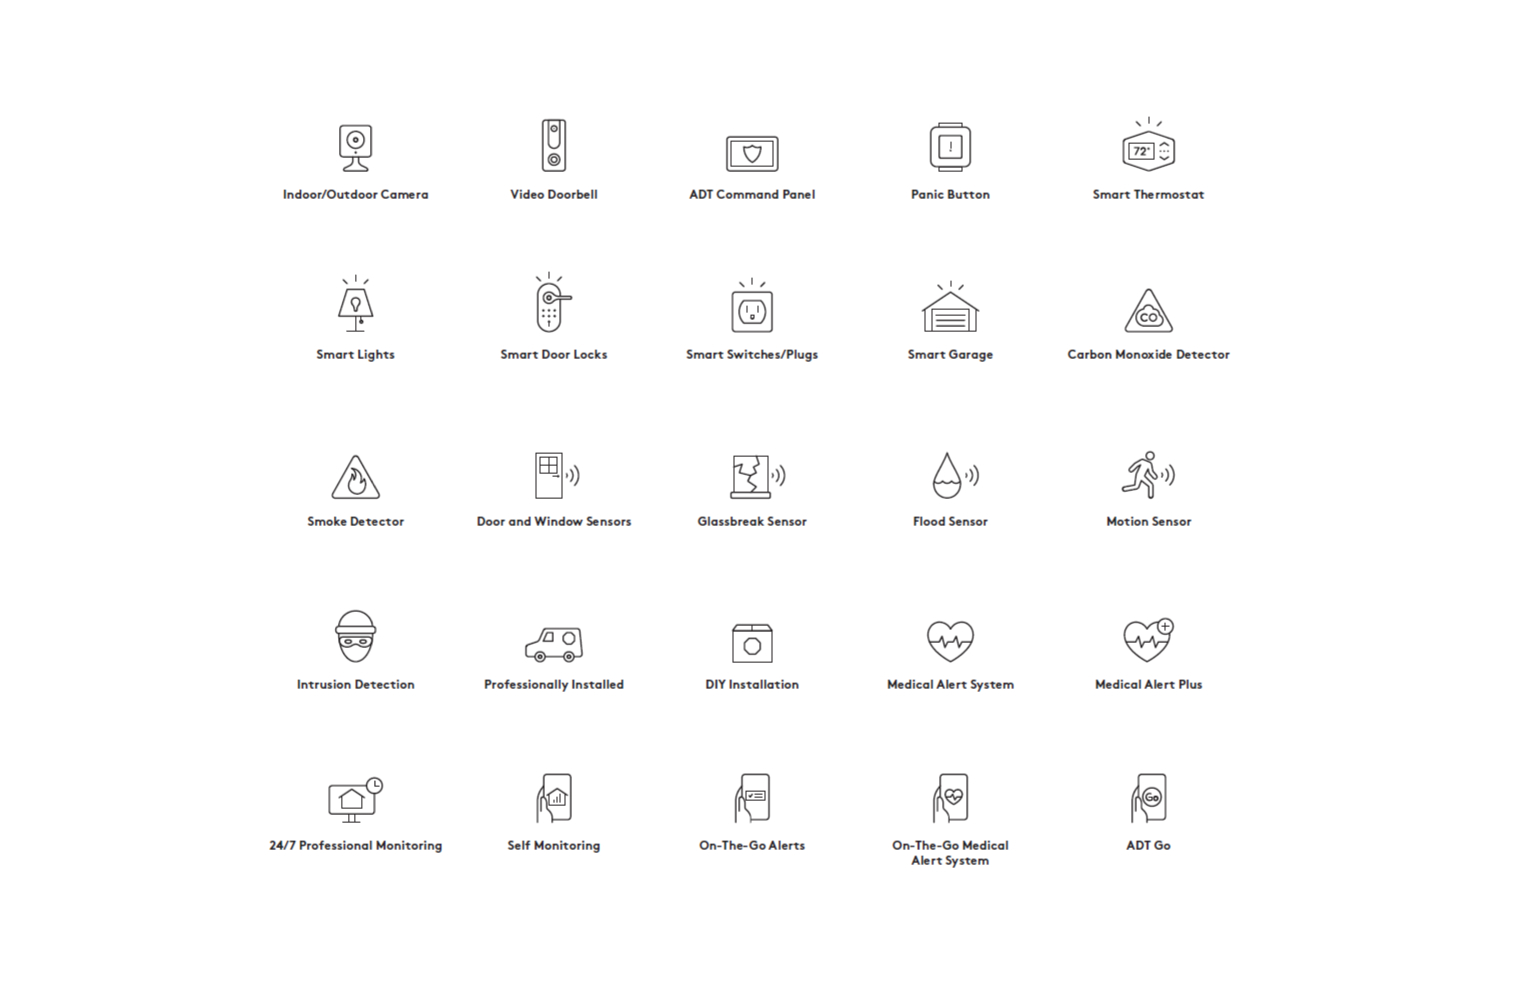 72°
Indoor/Outdoor Camera
Video Doorbell
ADT Command Panel
!
Panic Button
Smart Thermostat
Smart Lights
Smart Door Locks
Smart Switches/Plugs
Smart Garage
CO
Carbon Monoxide Detector
Smoke Detector
Door and Window Sensors
Glassbreak Sensor
Flood Sensor
Motion Sensor
Intrusion Detection
Professionally Installed
DIY Installation
Medical Alert System
Medical Alert Plus
24/7 Professional Monitoring
Self Monitoring
On-The-Go Alerts
On-The-Go Medical
Alert System
Go
ADT Go